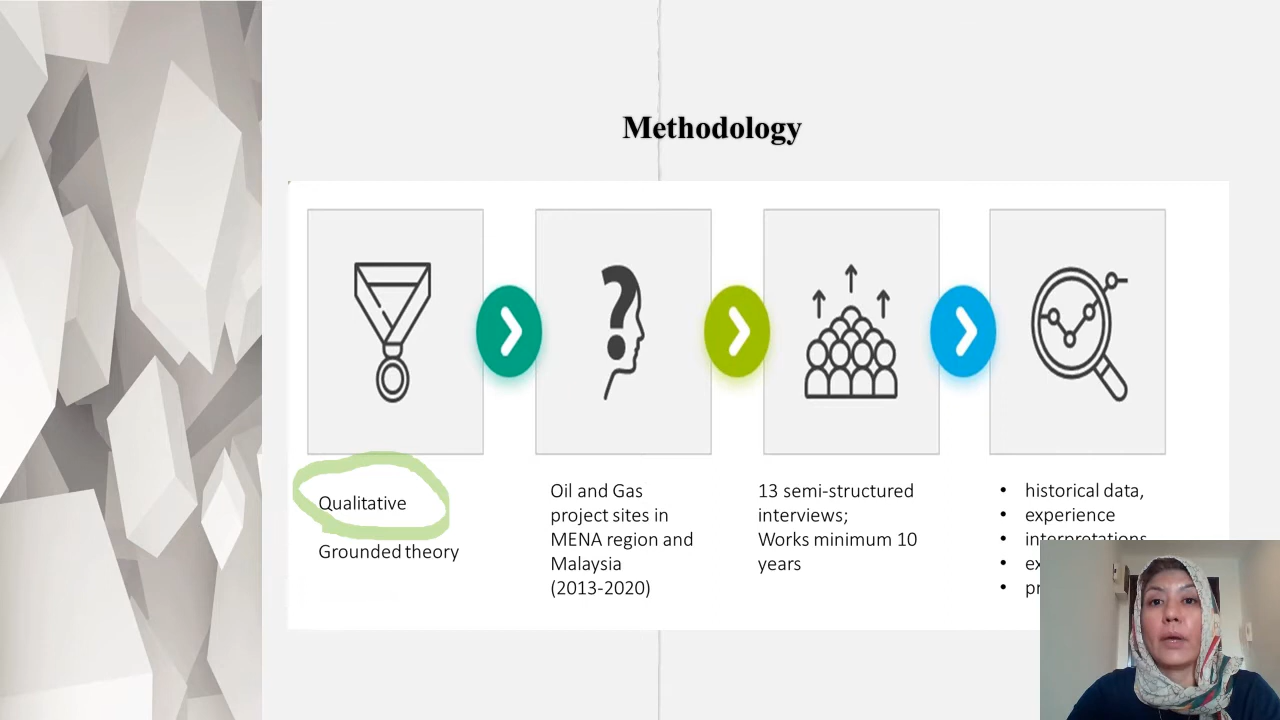 Methodology
Qualitative
Grounded theory
Oil and Gas
project sites in
MENA region and
Malaysia
(2013-2020)
13 semi-structured
interviews;
Works minimum 10
years
• historical data,
• experience
• interpretations
•
•